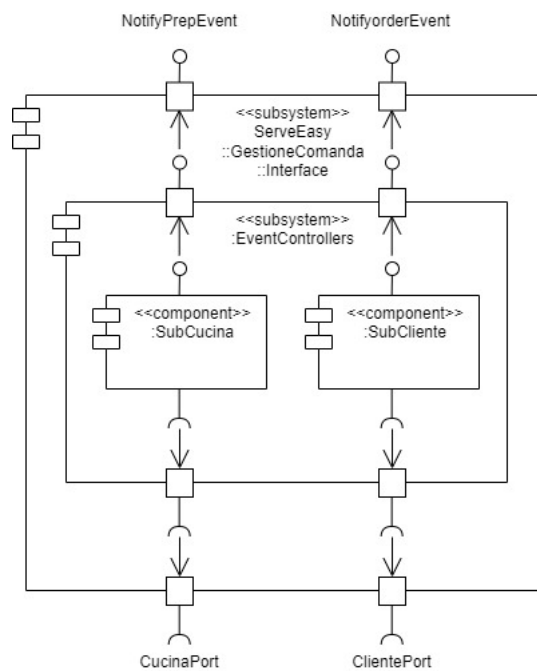 NotifyPrepEvent
NotifyorderEvent
<<subsystem>>
ServeEasy
::GestioneComanda
::Interface
<<subsystem>>
:EventControllers
<<component>>
:SubCucina
<<component>>
:SubCliente
CucinaPort
ClientePort